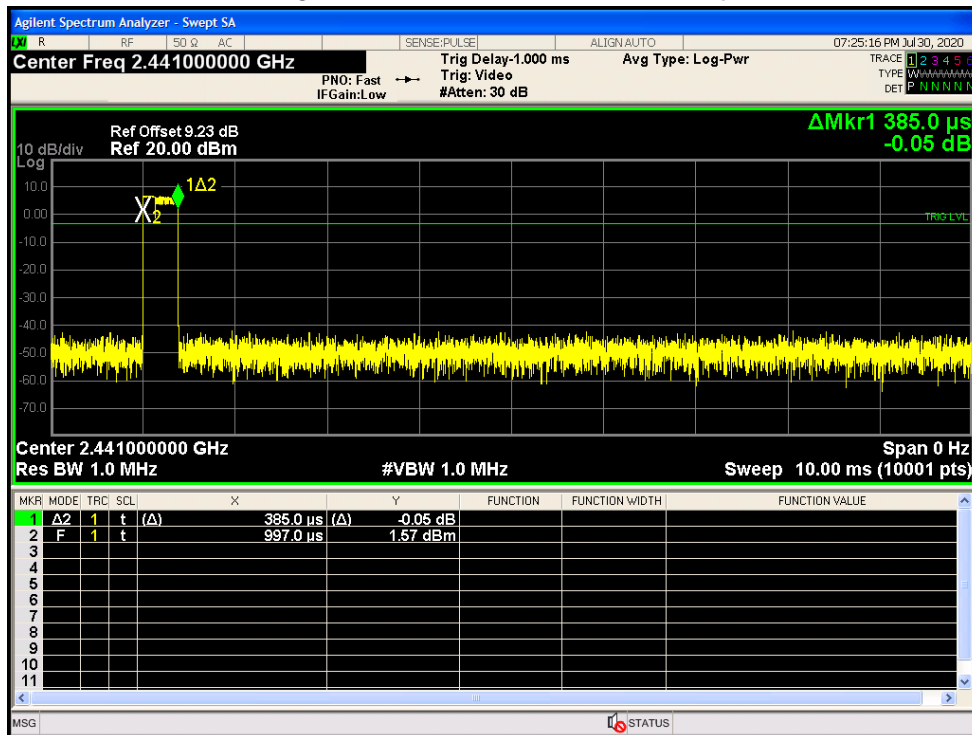 Agilent Spectrum Analyzer - Swept SA
LXI R RF 50 Ω AC SENSE:PULSE ALIGN AUTO 07:25:16 PM Jul 30, 2020
Center Freq 2.441000000 GHz
PNO: Fast
IFGain:Low
Trig Delay-1.000 ms
Trig: Video
#Atten: 30 dB
Avg Type: Log-Pwr
TRACE 1 2 3 4 5 6
TYPE
DET P N N N N N
ΔMkr1 385.0 µs
-0.05 dB
Ref Offset 9.23 dB
10 dB/div Ref 20.00 dBm
Log
10.0
0.00
-10.0
-20.0
-30.0
-40.0
-50.0
-60.0
-70.0
1Δ2
2
TRIG LVL
Center 2.441000000 GHz Span 0 Hz
Res BW 1.0 MHz #VBW 1.0 MHz Sweep 10.00 ms (10001 pts)
MKR MODE TRC SCL X Y FUNCTION FUNCTION WIDTH FUNCTION VALUE
1 Δ2 1 t (Δ) 385.0 µs (Δ) -0.05 dB
2 F 1 t 997.0 µs 1.57 dBm
3
4
5
6
7
8
9
10
11
MSG STATUS